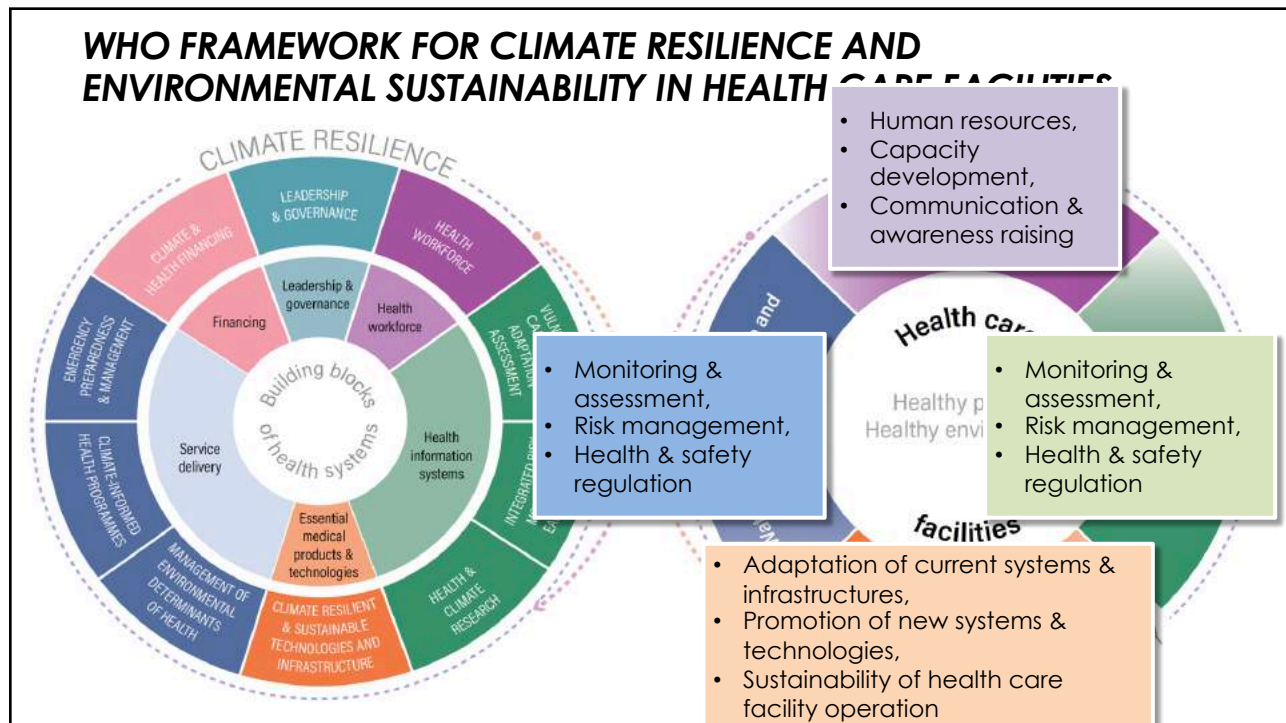 WHO FRAMEWORK FOR CLIMATE RESILIENCE AND
ENVIRONMENTAL SUSTAINABILITY IN HEALTH CARE FACILITIES
CLIMATE RESILIENCE
LEADERSHIP
& GOVERNANCE
HEALTH
WORKFORCE
ADAPTATION
ASSESSMENT
HEALTH &
CLIMATE
RESEARCH
CLIMATE RESILIENT
& SUSTAINABLE
TECHNOLOGIES AND
INFRASTRUCTURE
MANAGEMENT OF
ENVIRONMENTAL
DETERMINANTS
OF HEALTH
CLIMATE-INFORMED
HEALTH PROGRAMMES
EMERGENCY
PREPAREDNESS
& MANAGEMENT
CLIMATE &
HEALTH FINANCING
Leadership &
governance
Health
workforce
Health
information
systems
Essential
medical
products &
technologies
Service
delivery
Financing
Building blocks
of health systems
• Human resources,
• Capacity
development,
• Communication &
awareness raising
and
Health care
Healthy
Healthy
facilities
• Monitoring &
assessment,
• Risk management,
• Health & safety
regulation
• Monitoring &
assessment,
• Risk management,
• Health & safety
regulation
• Adaptation of current systems &
infrastructures,
• Promotion of new systems &
technologies,
• Sustainability of health care
facility operation